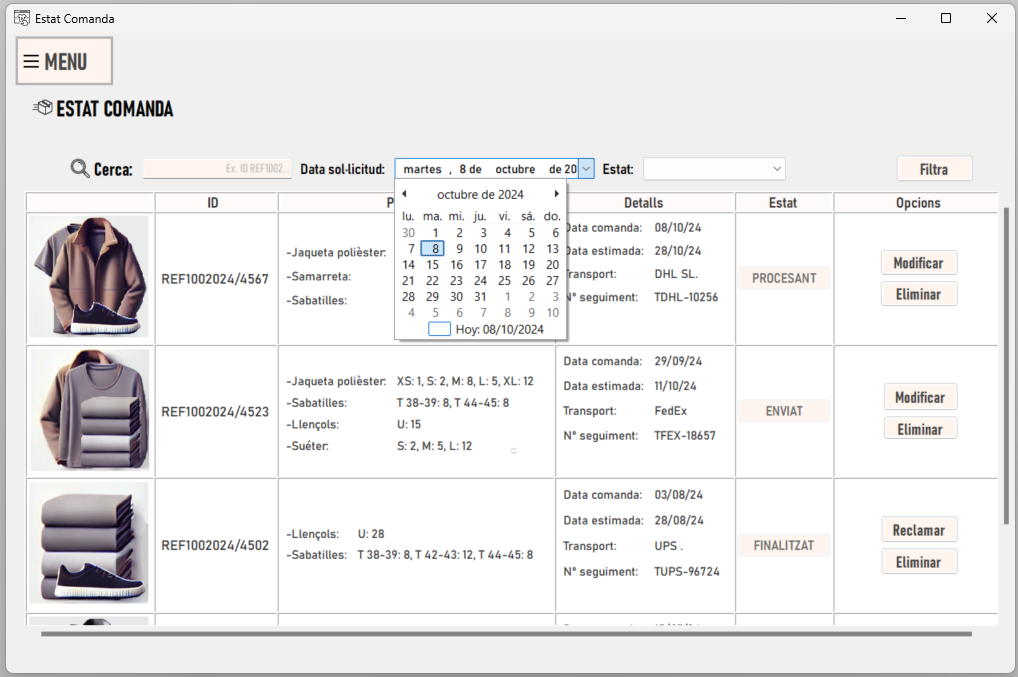 Estat Comanda
MENU
ESTAT COMANDA
Cerca: Ex. ID REF1002... Data sol·licitud: martes , 8 de octubre de 20 Estat: Filtra
octubre de 2024
lu. ma. mi. ju. vi. sá. do.
30 1 2 3 4 5 6
7 8 9 10 11 12 13
14 15 16 17 18 19 20
21 22 23 24 25 26 27
28 29 30 31 1 2 3
4 5 6 7 8 9 10
Hoy: 08/10/2024
ID P Detalls Estat Opcions
REF1002024/4567
-Jaqueta polièster:
-Samarreta:
-Sabatilles:
Data comanda: 08/10/24
Data estimada: 28/10/24
Transport: DHL SL.
Nº seguiment: TDHL-10256
PROCESANT
Modificar
Eliminar
REF1002024/4523
-Jaqueta polièster: XS: 1, S: 2, M: 8, L: 5, XL: 12
-Sabatilles: T 38-39: 8, T 44-45: 8
-Llençols: U: 15
-Suéter: S: 2, M: 5, L: 12
Data comanda: 29/09/24
Data estimada: 11/10/24
Transport: FedEx
Nº seguiment: TFEX-18657
ENVIAT
Modificar
Eliminar
REF1002024/4502
-Llençols: U: 28
-Sabatilles: T 38-39: 8, T 42-43: 12, T 44-45: 8
Data comanda: 03/08/24
Data estimada: 28/08/24
Transport: UPS .
Nº seguiment: TUPS-96724
FINALITZAT
Reclamar
Eliminar